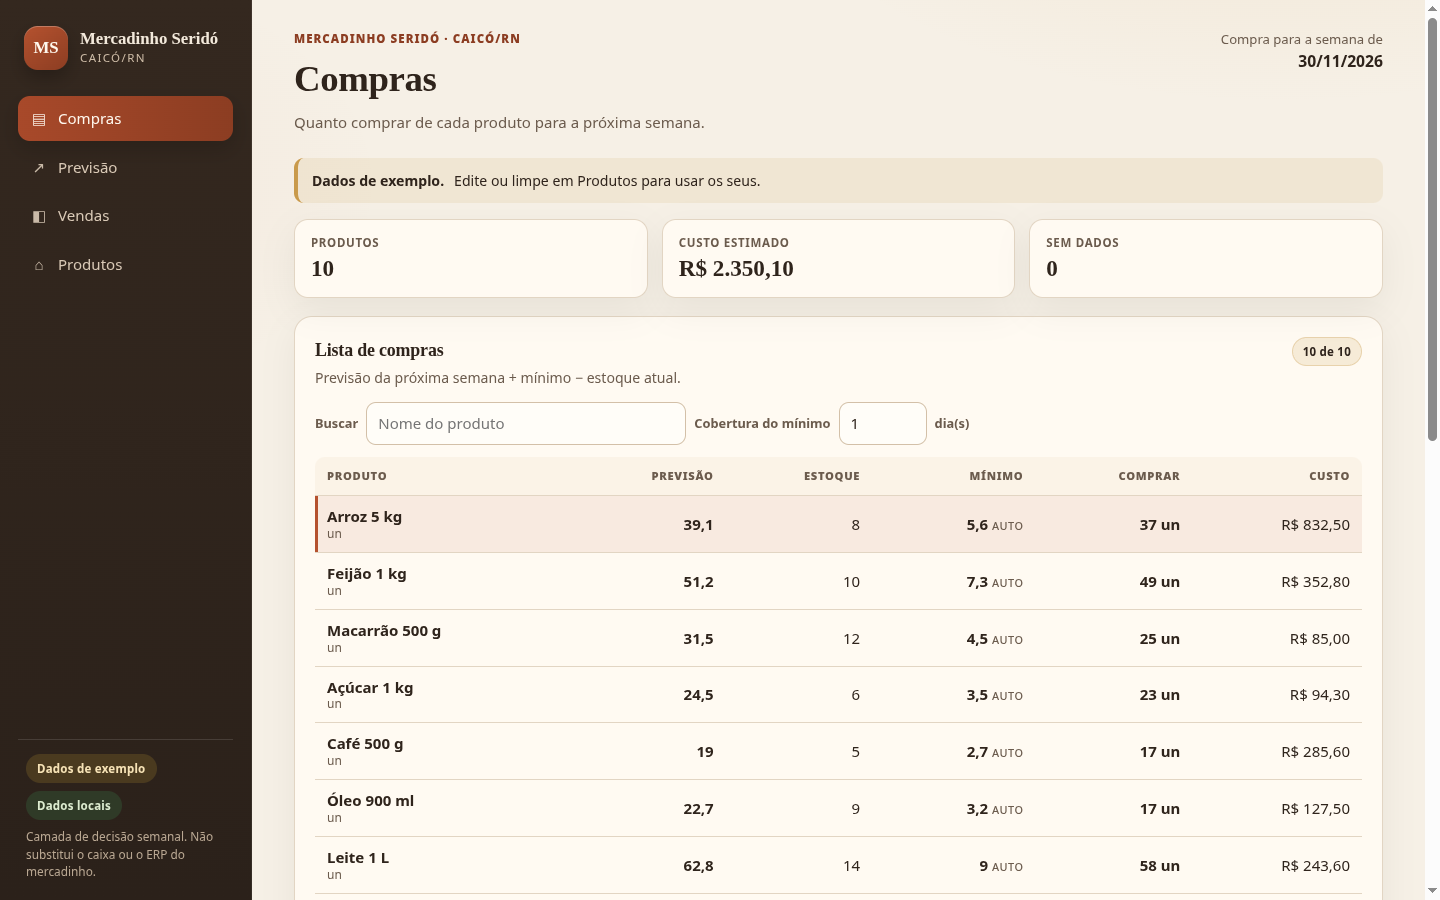 MS
Mercadinho Seridó
CAICÓ/RN
Compras
Previsão
Vendas
Produtos
Dados de exemplo
Dados locais
Camada de decisão semanal. Não
substitui o caixa ou o ERP do
mercadinho.
MERCADINHO SERIDÓ · CAICÓ/RN
Compras
Quanto comprar de cada produto para a próxima semana.
Compra para a semana de
30/11/2026
Dados de exemplo. Edite ou limpe em Produtos para usar os seus.
PRODUTOS
10
CUSTO ESTIMADO
R$ 2.350,10
SEM DADOS
0
Lista de compras
10 de 10
Previsão da próxima semana + mínimo − estoque atual.
Buscar Nome do produto Cobertura do mínimo 1 dia(s)
PRODUTO PREVISÃO ESTOQUE MÍNIMO COMPRAR CUSTO
Arroz 5 kg
un
39,1 8 5,6 AUTO 37 un R$ 832,50
Feijão 1 kg
un
51,2 10 7,3 AUTO 49 un R$ 352,80
Macarrão 500 g
un
31,5 12 4,5 AUTO 25 un R$ 85,00
Açúcar 1 kg
un
24,5 6 3,5 AUTO 23 un R$ 94,30
Café 500 g
un
19 5 2,7 AUTO 17 un R$ 285,60
Óleo 900 ml
un
22,7 9 3,2 AUTO 17 un R$ 127,50
Leite 1 L
un
62,8 14 9 AUTO 58 un R$ 243,60